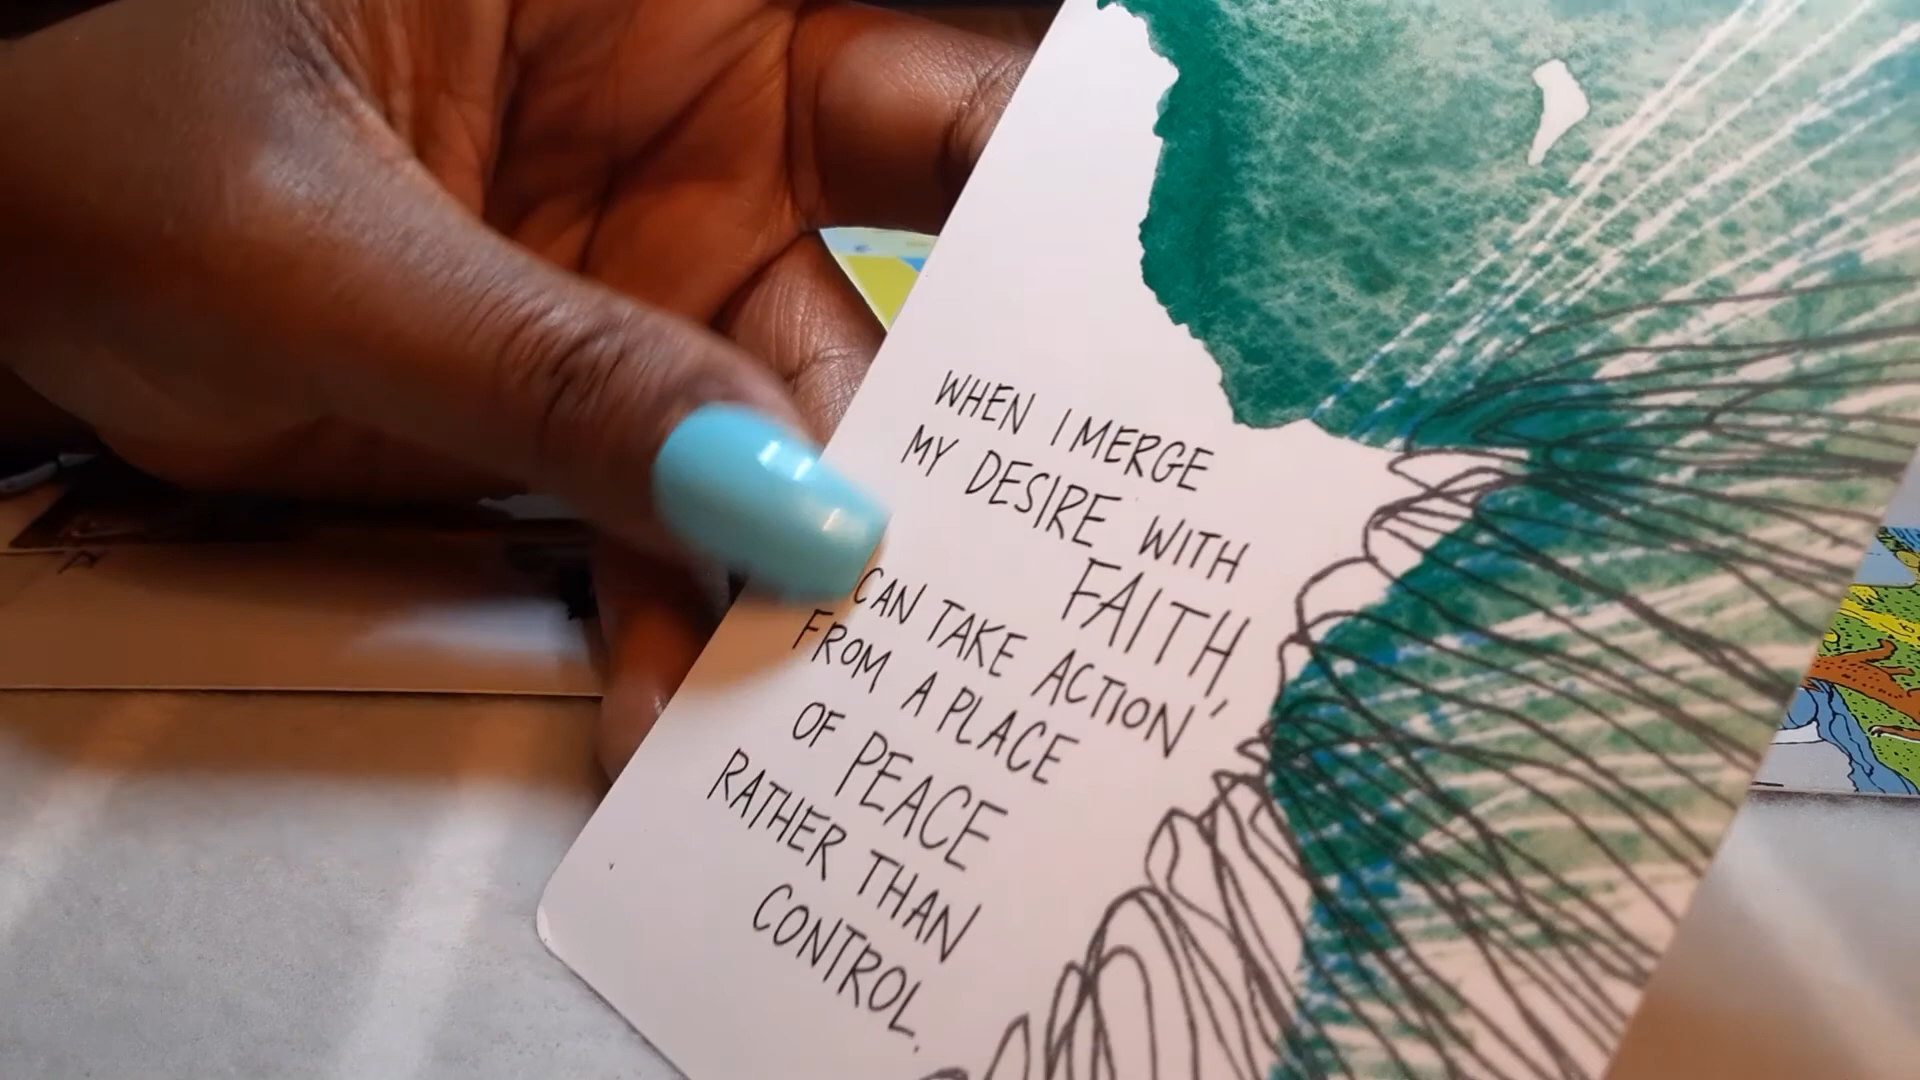 WHEN I MERGE
MY DESIRE WITH
FAITH,
CAN TAKE ACTION
FROM A PLACE
OF PEACE
RATHER THAN
CONTROL.